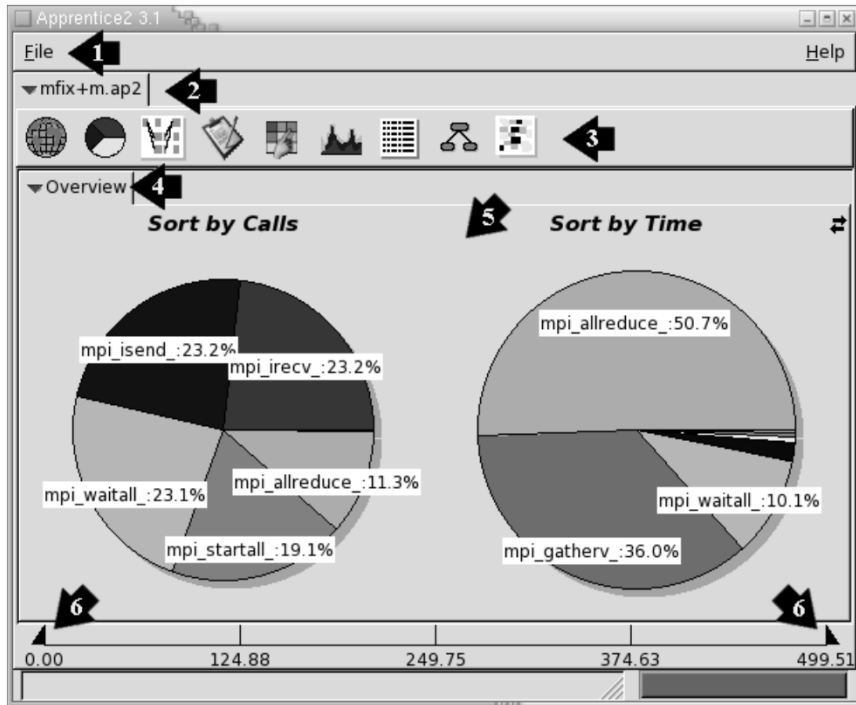 Apprentice2 3.1
File 1 Help
mfix+m.ap2 2
3
Overview 4
Sort by Calls 5 Sort by Time
mpi_isend_:23.2%
mpi_irecv_:23.2%
mpi_waitall_:23.1%
mpi_allreduce_:11.3%
mpi_startall_:19.1%
mpi_allreduce_:50.7%
mpi_waitall_:10.1%
mpi_gatherv_:36.0%
6 6
0.00 124.88 249.75 374.63 499.51